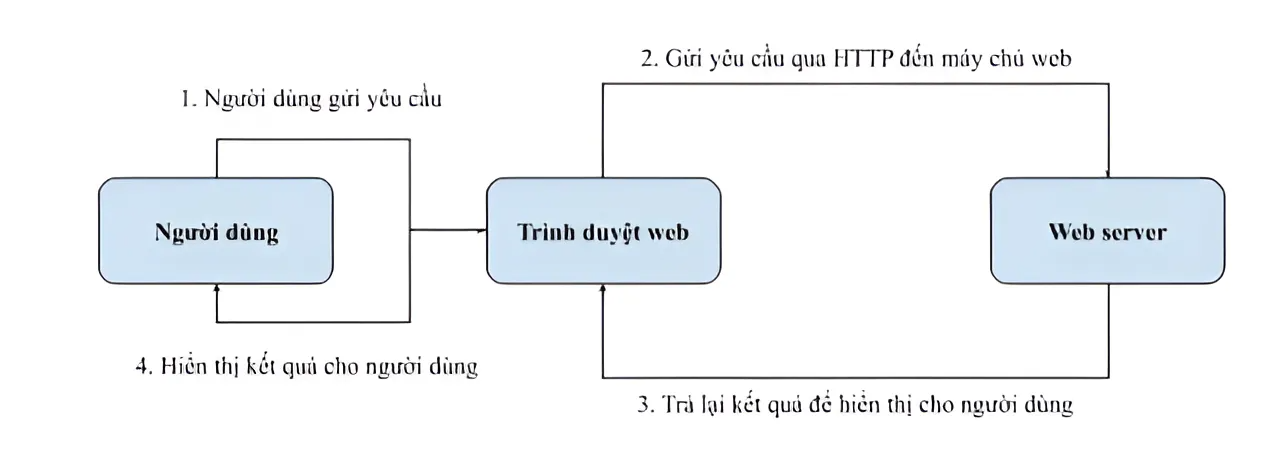 2. Gửi yêu cầu qua HTTP đến máy chủ web
1. Người dùng gửi yêu cầu
Người dùng
Trình duyệt web
Web server
4. Hiển thị kết quả cho người dùng
3. Trả lại kết quả để hiển thị cho người dùng